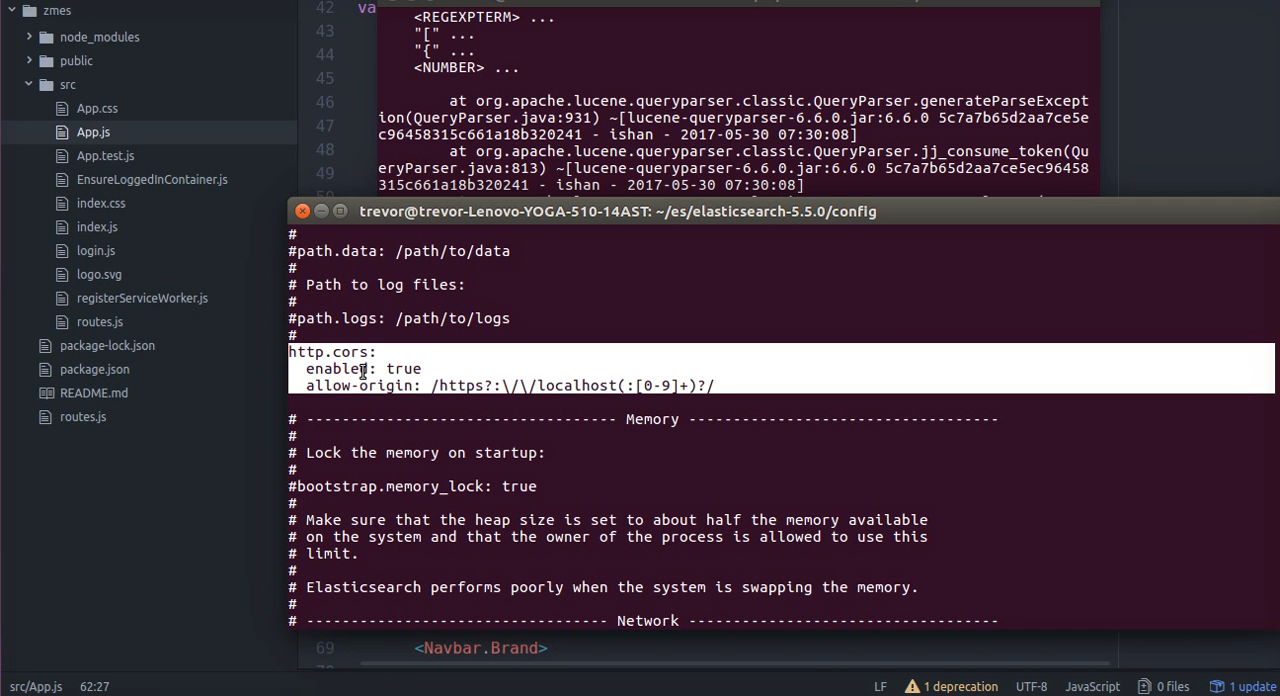 zmes
node_modules
public
src
App.css
App.js
App.test.js
EnsureLoggedInContainer.js
index.css
index.js
login.js
logo.svg
registerServiceWorker.js
routes.js
package-lock.json
package.json
README.md
routes.js
42 va
43
44
45
46
47
48
49
<REGEXPTERM> ...
"[" ...
"{" ...
<NUMBER> ...
at org.apache.lucene.queryparser.classic.QueryParser.generateParseExcept
ion(QueryParser.java:931) ~[lucene-queryparser-6.6.0.jar:6.6.0 5c7a7b65d2aa7ce5e
c96458315c661a18b320241 - ishan - 2017-05-30 07:30:08]
at org.apache.lucene.queryparser.classic.QueryParser.jj_consume_token(Qu
eryParser.java:813) ~[lucene-queryparser-6.6.0.jar:6.6.0 5c7a7b65d2aa7ce5ec96458
315c661a18b320241 - ishan - 2017-05-30 07:30:08]
trevor@trevor-Lenovo-YOGA-510-14AST: ~/es/elasticsearch-5.5.0/config
#
#path.data: /path/to/data
#
# Path to log files:
#
#path.logs: /path/to/logs
#
http.cors:
enabled: true
allow-origin: /https?:\/\/localhost(:[0-9]+)?/
# ----------------------------------- Memory -----------------------------------
#
# Lock the memory on startup:
#
#bootstrap.memory_lock: true
#
# Make sure that the heap size is set to about half the memory available
# on the system and that the owner of the process is allowed to use this
# limit.
#
# Elasticsearch performs poorly when the system is swapping the memory.
#
# ---------------------------------- Network -----------------------------------
69 <Navbar.Brand>
src/App.js 62:27 LF 1 deprecation UTF-8 JavaScript 0 files 1 update